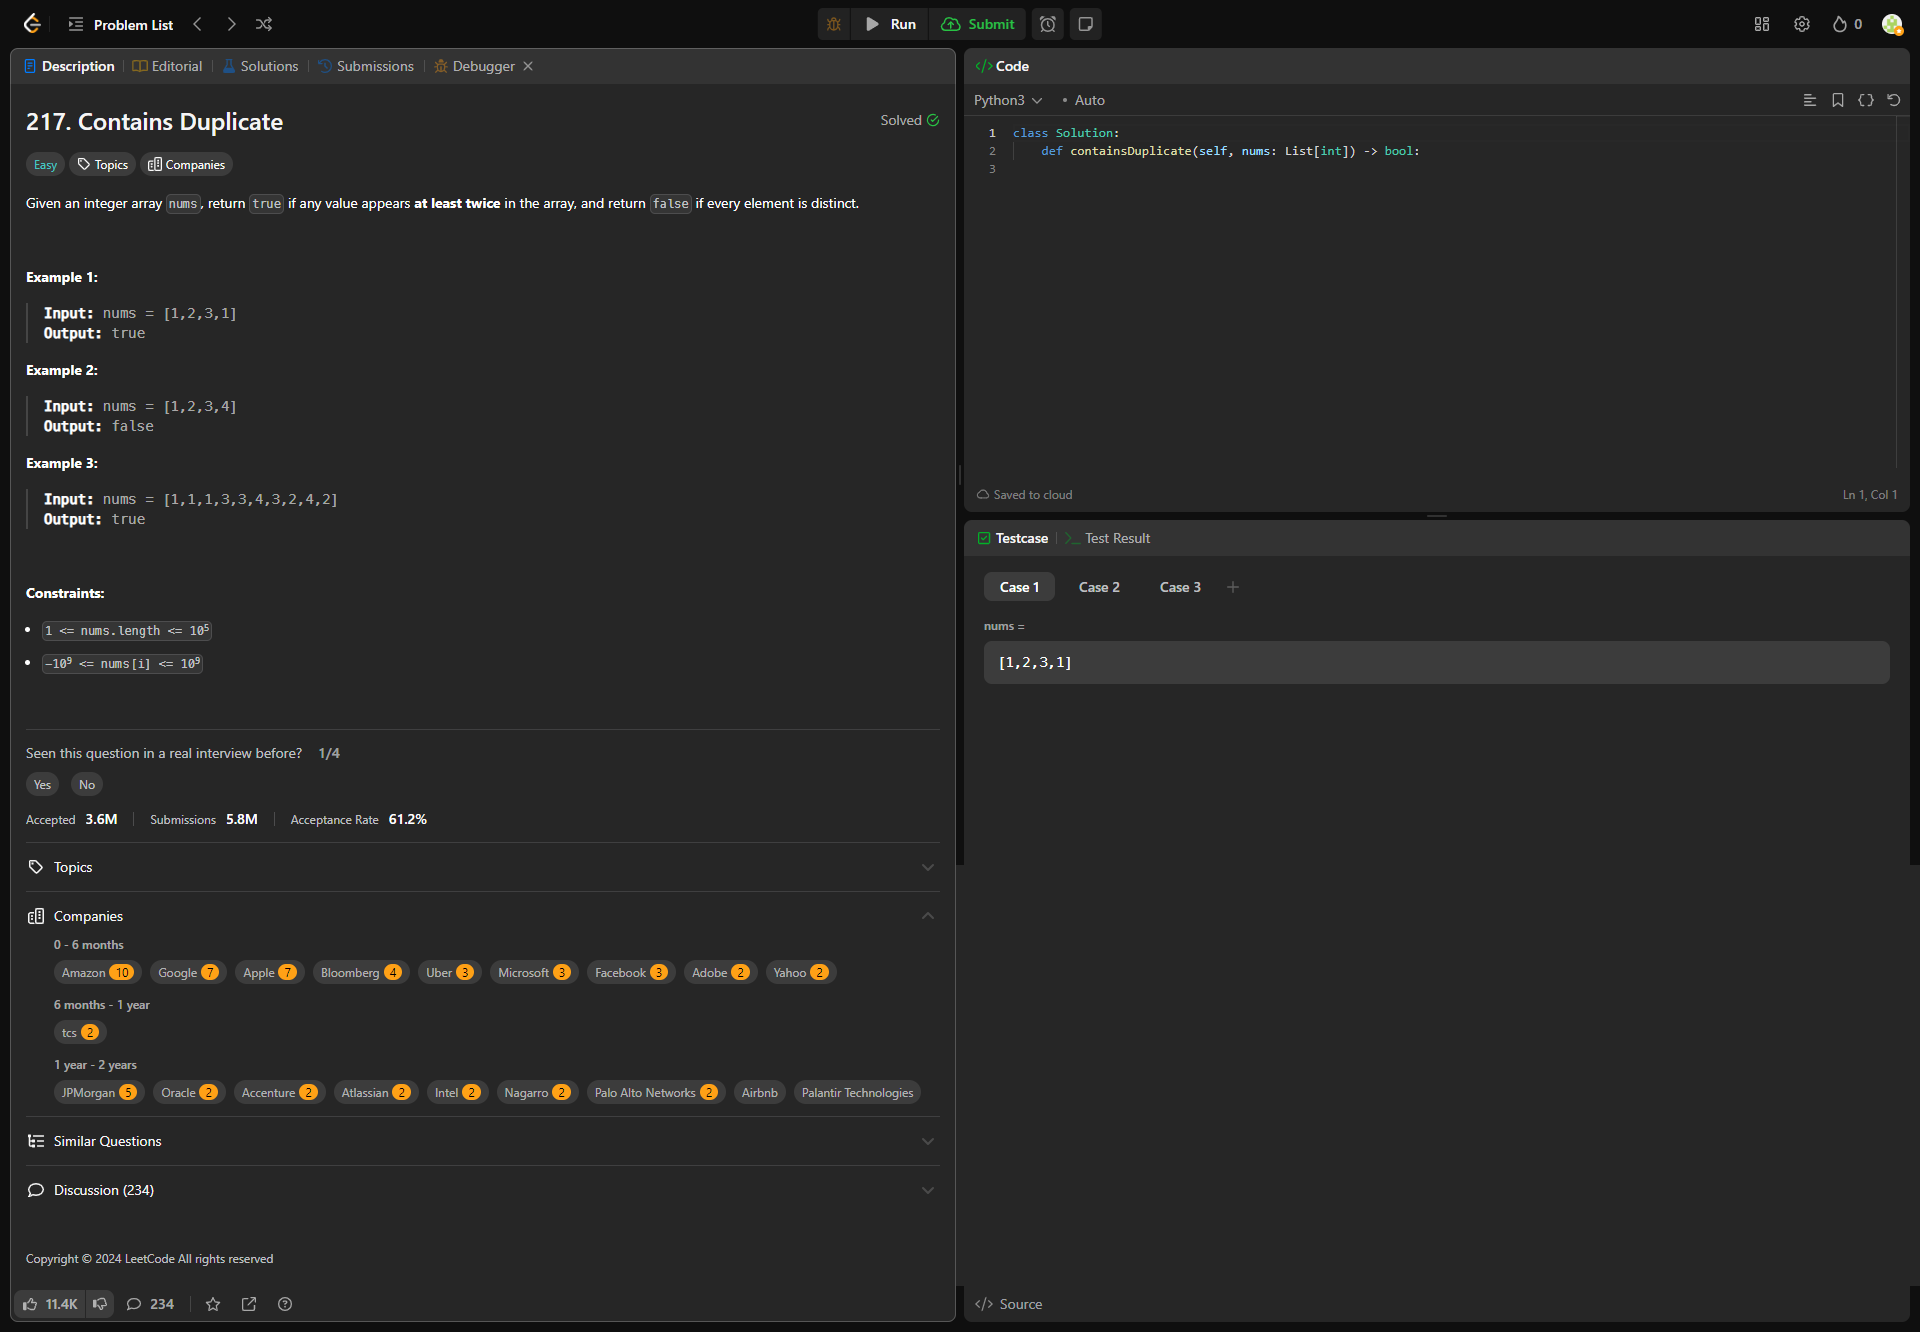 Problem List
Run
Submit
0
Description
Editorial
Solutions
Submissions
Debugger
217. Contains Duplicate
Solved
Easy
Topics
Companies
Given an integer array nums, return true if any value appears at least twice in the array, and return false if every element is distinct.
Example 1:
Input: nums = [1,2,3,1]
Output: true
Example 2:
Input: nums = [1,2,3,4]
Output: false
Example 3:
Input: nums = [1,1,1,3,3,4,3,2,4,2]
Output: true
Constraints:
1 <= nums.length <= 10⁵
-10⁹ <= nums[i] <= 10⁹
Seen this question in a real interview before? 1/4
Yes No
Accepted 3.6M Submissions 5.8M Acceptance Rate 61.2%
Topics
Companies
0 - 6 months
Amazon 10 Google 7 Apple 7 Bloomberg 4 Uber 3 Microsoft 3 Facebook 3 Adobe 2 Yahoo 2
6 months - 1 year
tcs 2
1 year - 2 years
JPMorgan 5 Oracle 2 Accenture 2 Atlassian 2 Intel 2 Nagarro 2 Palo Alto Networks 2 Airbnb Palantir Technologies
Similar Questions
Discussion (234)
Copyright © 2024 LeetCode All rights reserved
11.4K 234
</> Code
Python3 • Auto
1 class Solution:
2 def containsDuplicate(self, nums: List[int]) -> bool:
3
Saved to cloud
Ln 1, Col 1
Testcase
>_ Test Result
Case 1 Case 2 Case 3 +
nums =
[1,2,3,1]
</> Source